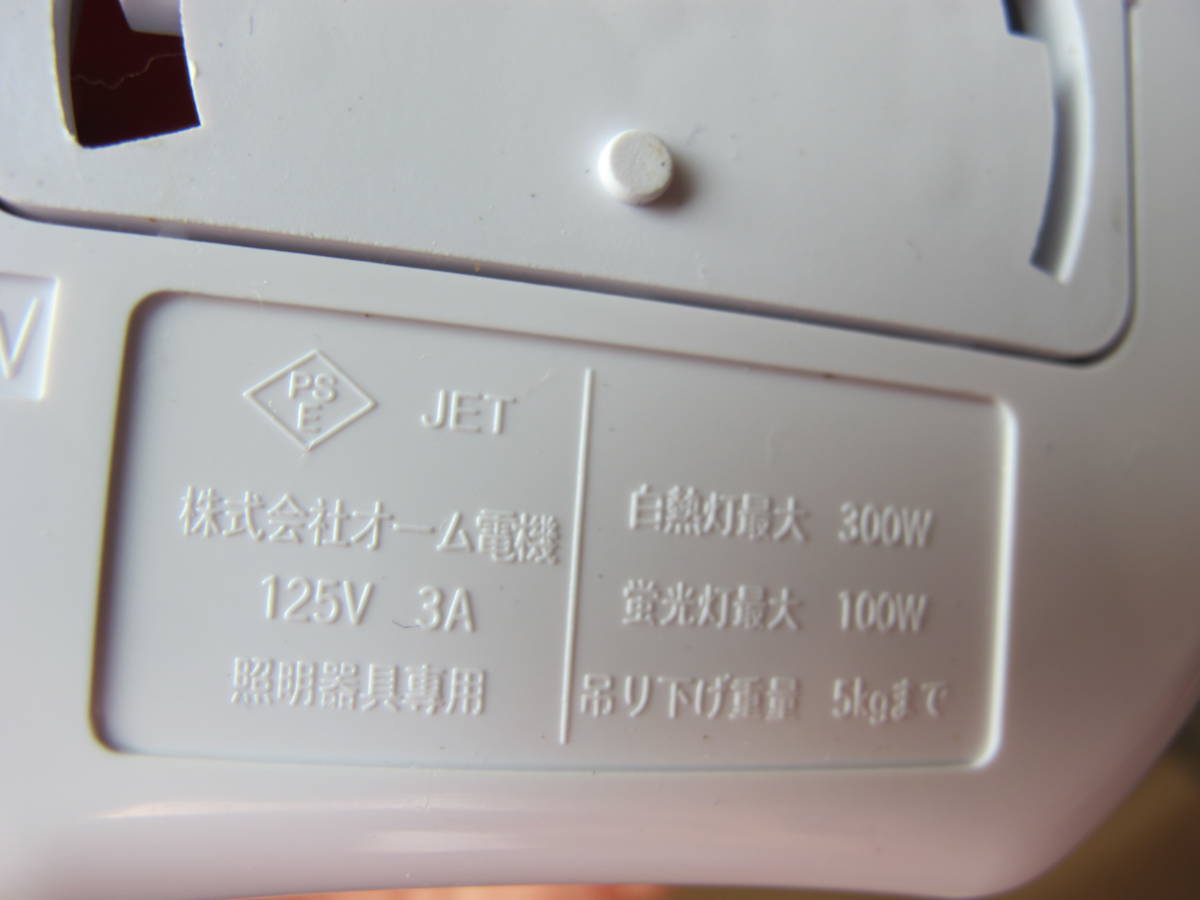 PS
E
JET
株式会社オーム電機
125V 3A
照明器具専用
白熱灯最大 300W
蛍光灯最大 100W
吊り下げ重量 5kgまで